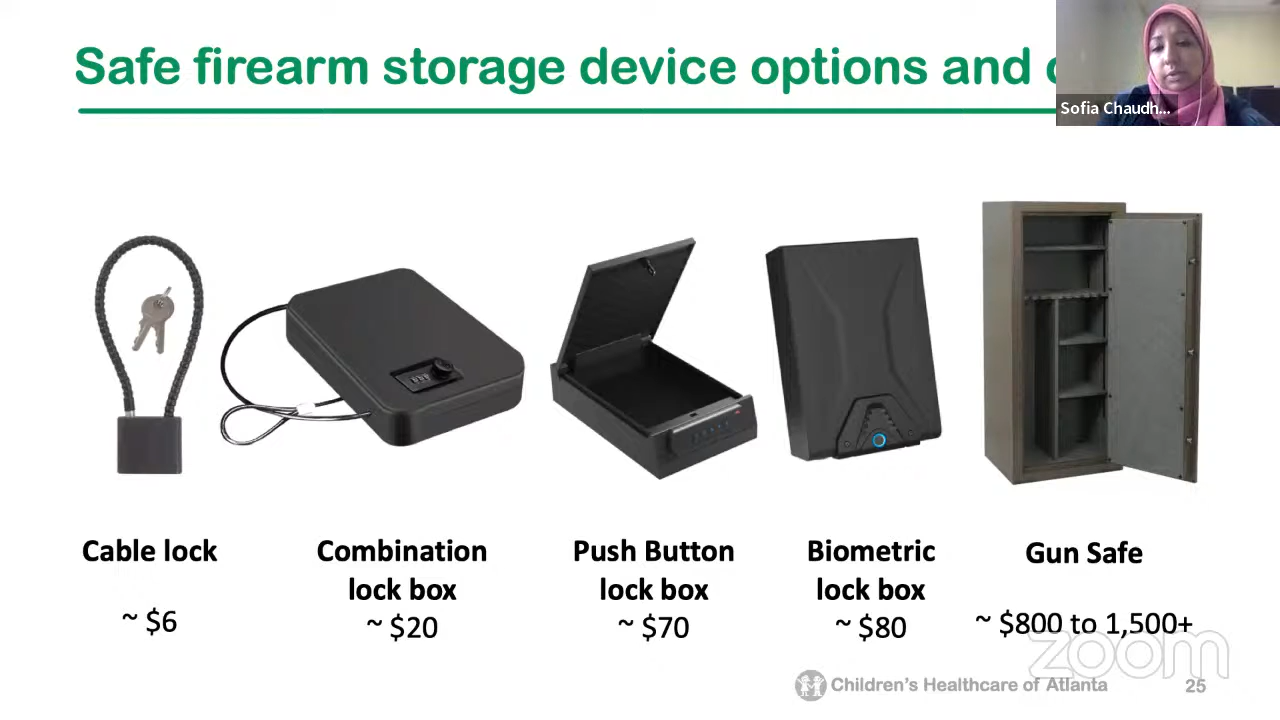 Safe firearm storage device options and
Sofia Chaudh...
Cable lock
~ $6
Combination
lock box
~ $20
Push Button
lock box
~ $70
Biometric
lock box
~ $80
Gun Safe
~ $800 to 1,500+
zoom
Children's Healthcare of Atlanta
25